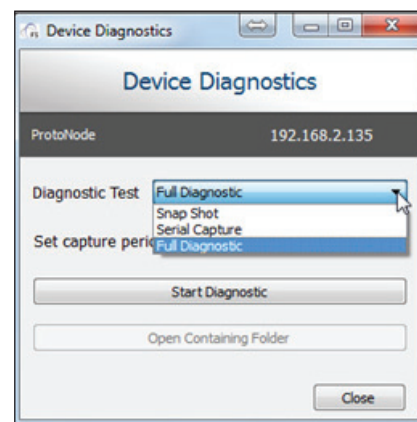 Device Diagnostics
Device Diagnostics
ProtoNode 192.168.2.135
Diagnostic Test Full Diagnostic
Snap Shot
Serial Capture
Set capture Full Diagnostic
Start Diagnostic
Open Containing Folder
Close